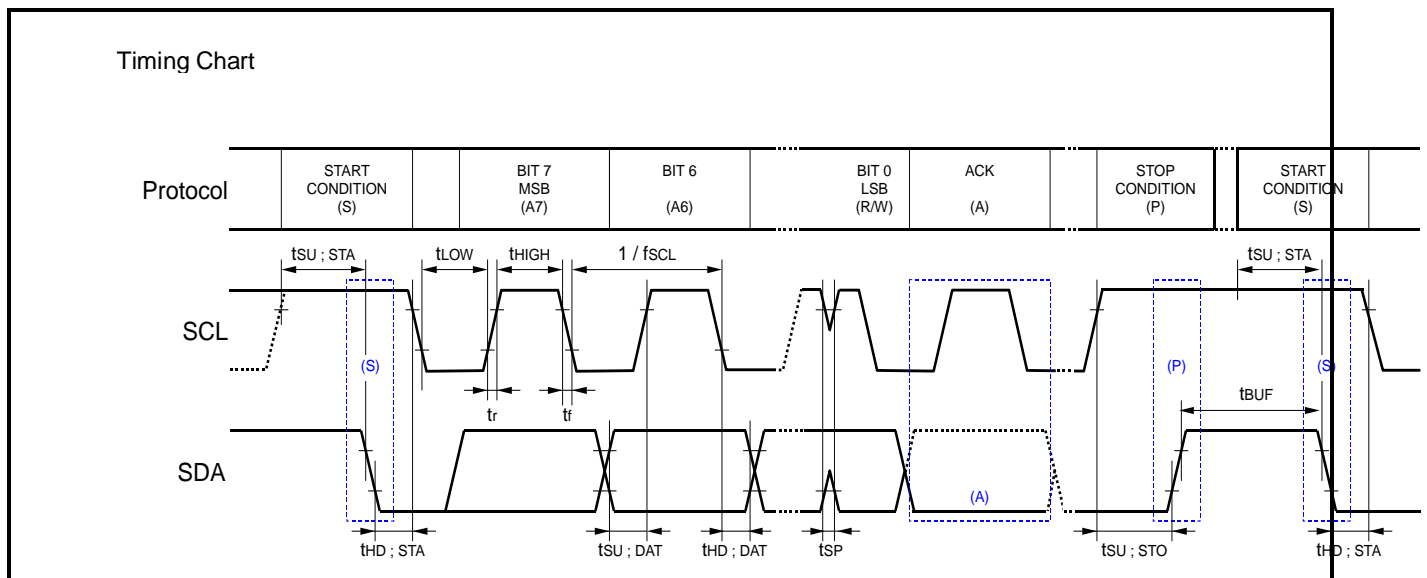 Timing Chart
Protocol
START
CONDITION
(S)
BIT 7
MSB
(A7)
BIT 6
(A6)
BIT 0
LSB
(R/W)
ACK
(A)
STOP
CONDITION
(P)
START
CONDITION
(S)
tSU ; STA
tLOW
tHIGH
1 / fSCL
tSU ; STA
SCL
(S)
(P)
(S)
tr
tf
tBUF
SDA
(A)
tHD ; STA
tSU ; DAT
tHD ; DAT
tSP
tSU ; STO
tHD ; STA